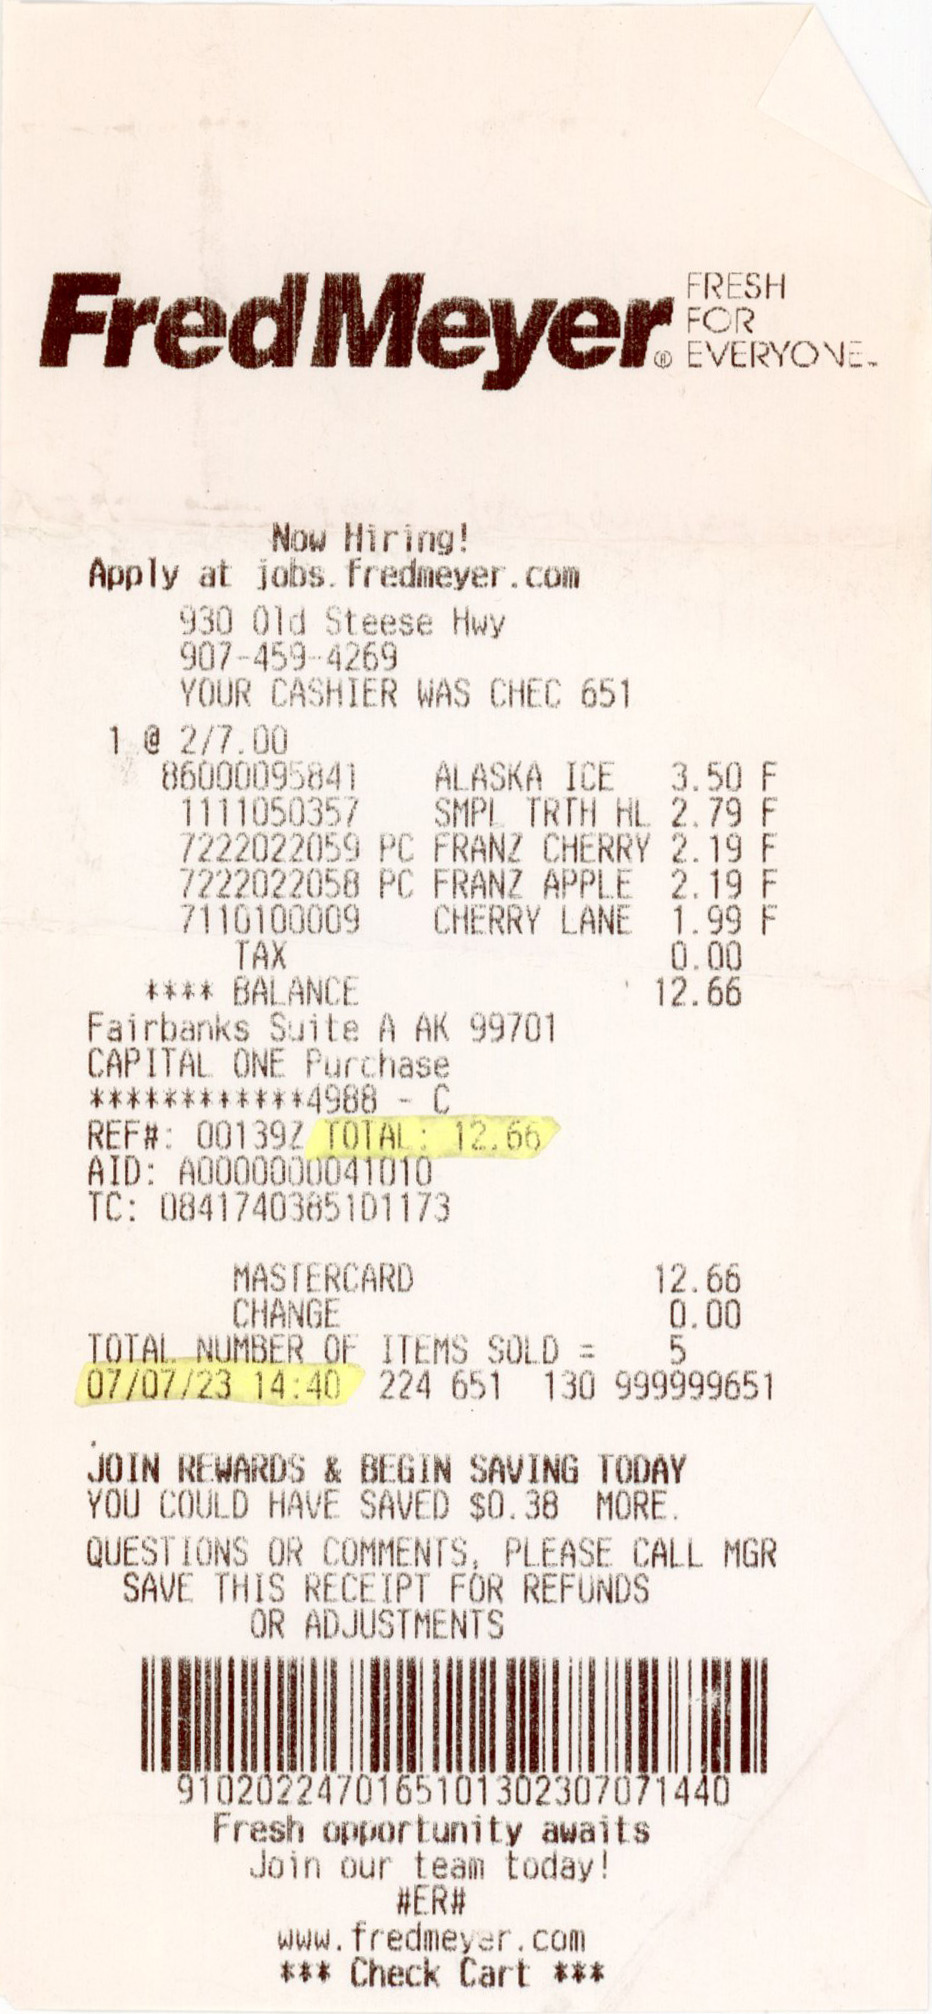 FredMeyer® FRESH
FOR
EVERYONE™
Now Hiring!
Apply at jobs.fredmeyer.com
930 Old Steese Hwy
907-459-4269
YOUR CASHIER WAS CHEC 651
1 @ 2/7.00
86000095841 ALASKA ICE 3.50 F
1111050357 SMPL TRTH HL 2.79 F
7222022059 PC FRANZ CHERRY 2.19 F
7222022058 PC FRANZ APPLE 2.19 F
7110100009 CHERRY LANE 1.99 F
TAX 0.00
**** BALANCE 12.66
Fairbanks Suite A AK 99701
CAPITAL ONE Purchase
************4988 - C
REF#: 00139Z TOTAL: 12.66
AID: A0000000041010
TC: 0841740385101173
MASTERCARD 12.66
CHANGE 0.00
TOTAL NUMBER OF ITEMS SOLD = 5
07/07/23 14:40 224 651 130 999999651
JOIN REWARDS & BEGIN SAVING TODAY
YOU COULD HAVE SAVED $0.38 MORE.
QUESTIONS OR COMMENTS, PLEASE CALL MGR
SAVE THIS RECEIPT FOR REFUNDS
OR ADJUSTMENTS
9102022470165101302307071440
Fresh opportunity awaits
Join our team today!
#ER#
www.fredmeyer.com
*** Check Cart ***